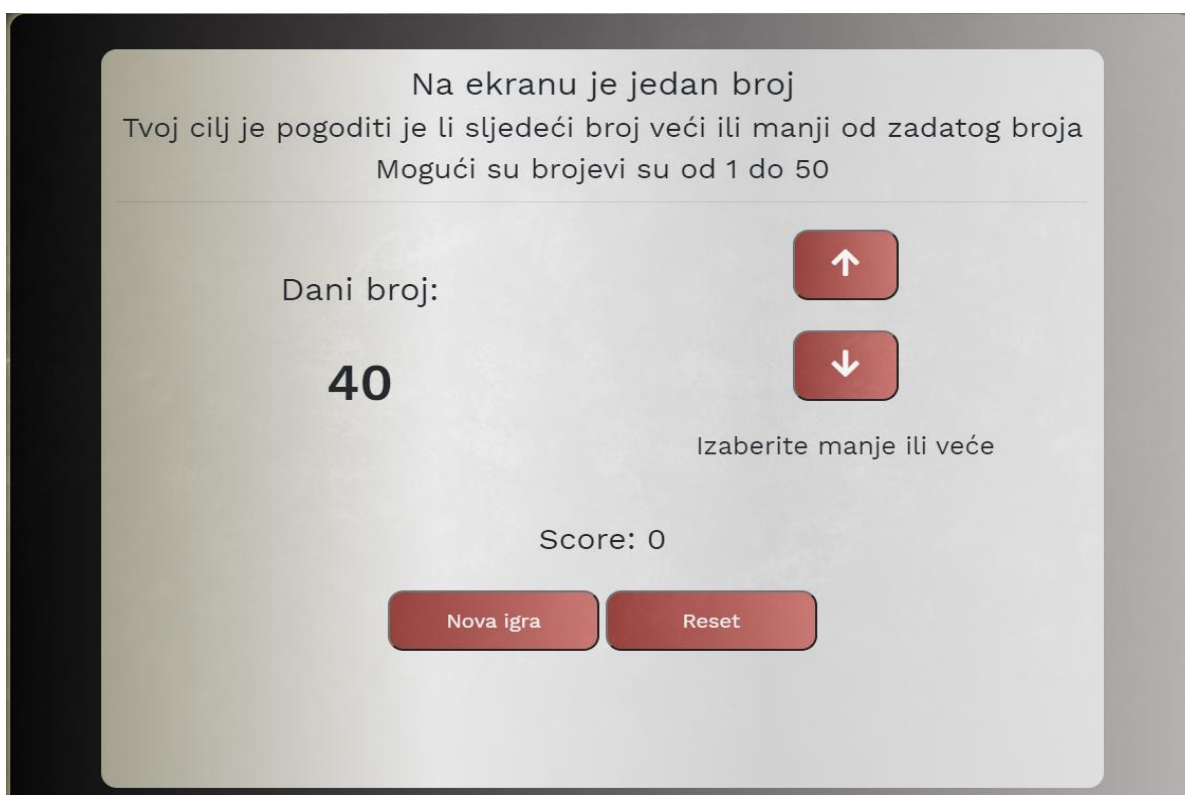 Na ekranu je jedan broj
Tvoj cilj je pogoditi je li sljedeći broj veći ili manji od zadatog broja
Mogući su brojevi su od 1 do 50
Dani broj:
40
Izaberite manje ili veće
Score: 0
Nova igra
Reset